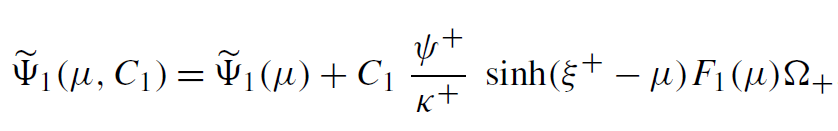 Ψ̃₁(μ, C₁) = Ψ̃₁(μ) + C₁ ψ⁺/κ⁺ sinh(ξ⁺ − μ)F₁(μ)Ω₊